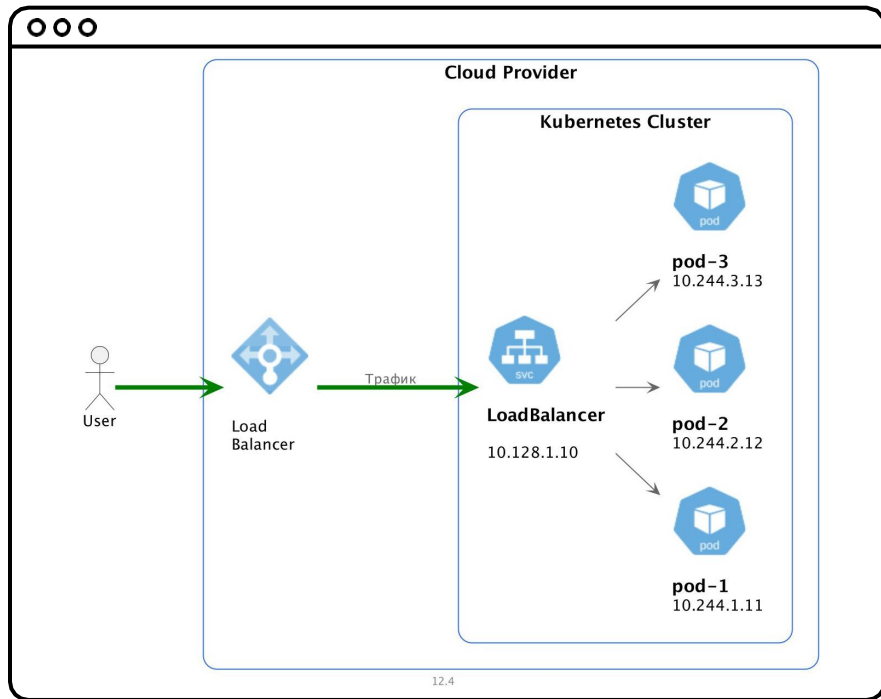 Cloud Provider
Kubernetes Cluster
pod
pod-3
10.244.3.13
User
Load
Balancer
Трафик
svc
LoadBalancer
10.128.1.10
pod
pod-2
10.244.2.12
pod
pod-1
10.244.1.11
12.4